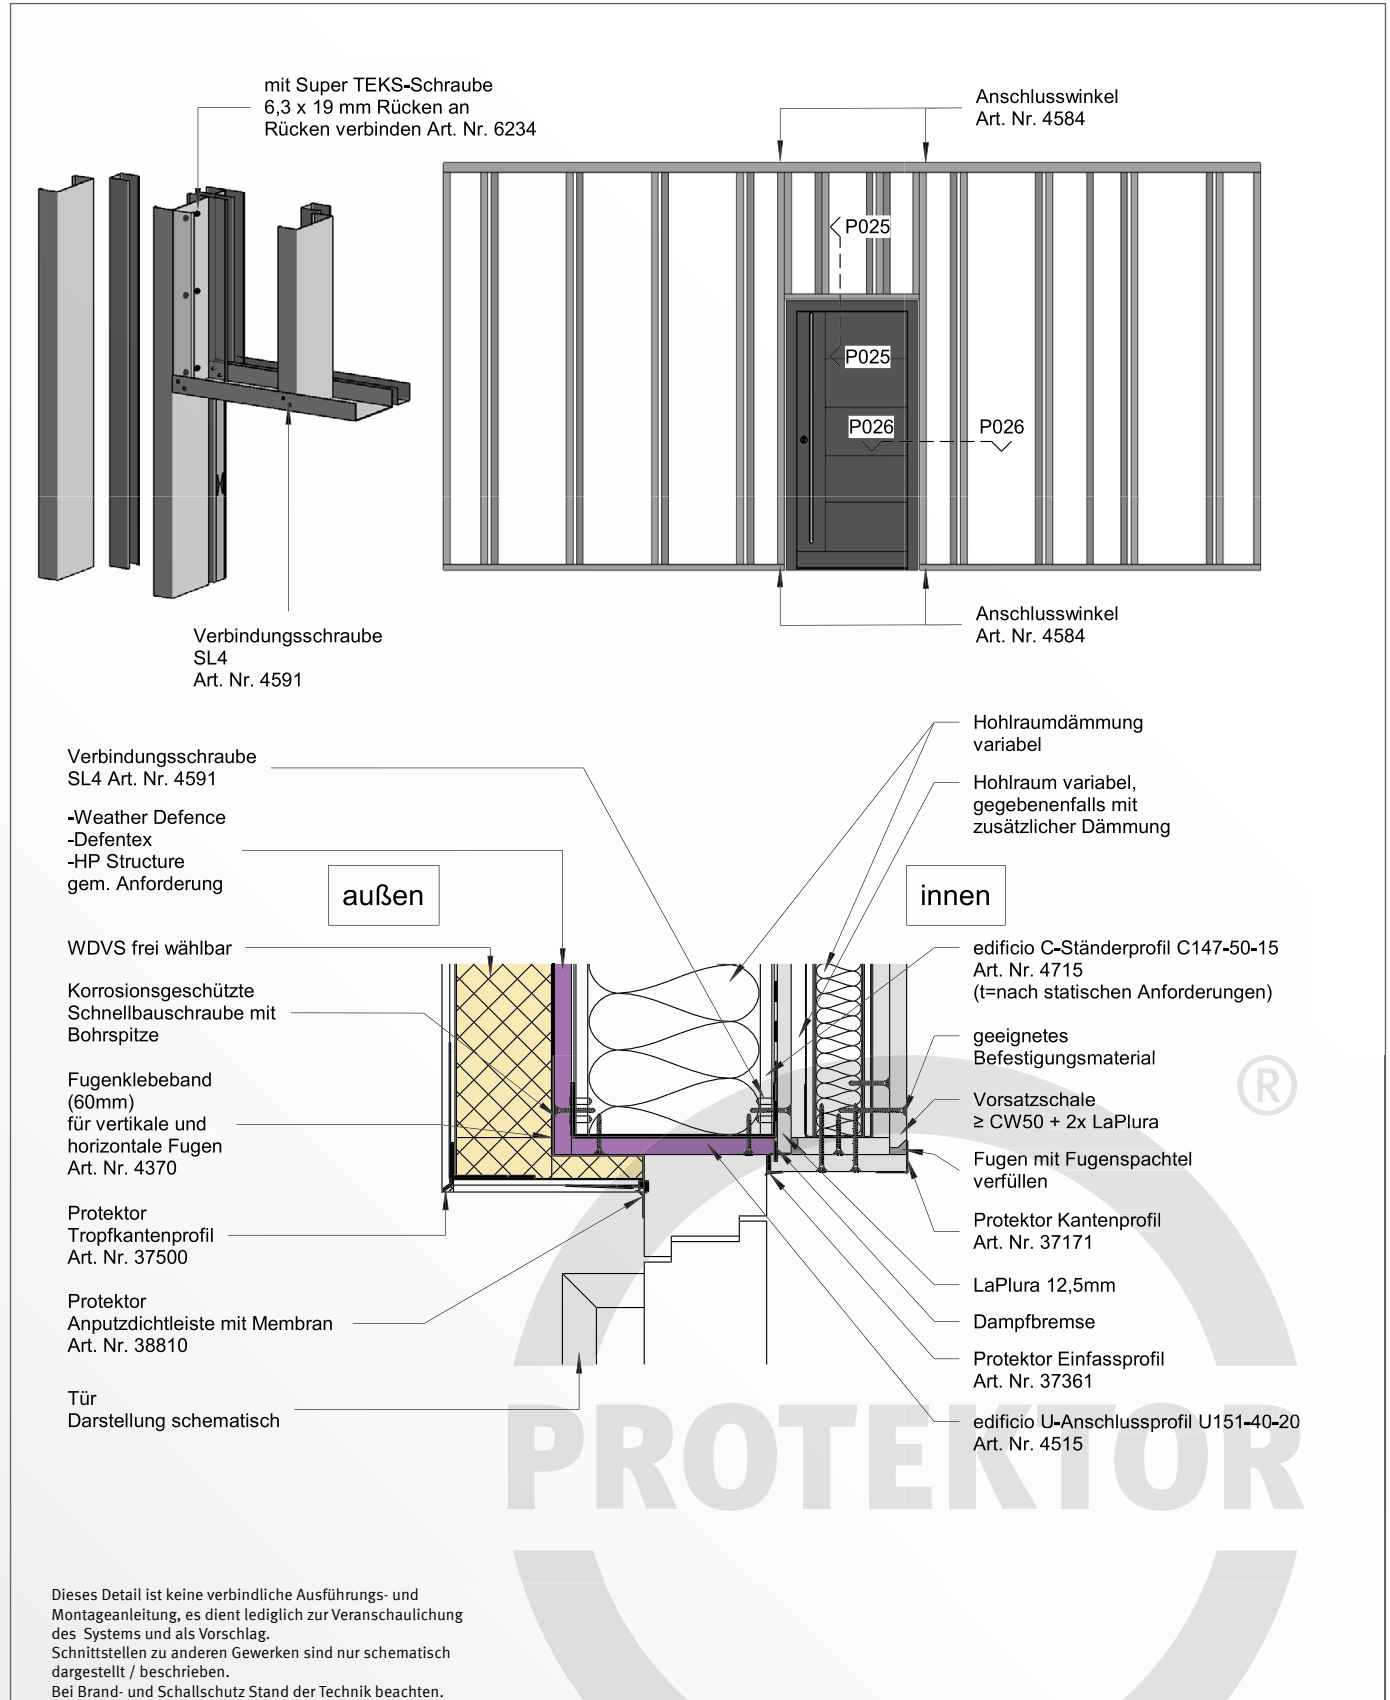 mit Super TEKS-Schraube
6,3 x 19 mm Rücken an
Rücken verbinden Art. Nr. 6234
Anschlusswinkel
Art. Nr. 4584
P025
P025
P026
P026
Anschlusswinkel
Art. Nr. 4584
Verbindungsschraube
SL4
Art. Nr. 4591
Verbindungsschraube
SL4 Art. Nr. 4591
-Weather Defence
-Defentex
-HP Structure
gem. Anforderung
außen
WDVS frei wählbar
Korrosionsgeschützte
Schnellbauschraube mit
Bohrspitze
Fugenklebeband
(60mm)
für vertikale und
horizontale Fugen
Art. Nr. 4370
Protektor
Tropfkantenprofil
Art. Nr. 37500
Protektor
Anputzdichtleiste mit Membran
Art. Nr. 38810
Tür
Darstellung schematisch
Hohlraumdämmung
variabel
Hohlraum variabel,
gegebenenfalls mit
zusätzlicher Dämmung
innen
edificio C-Ständerprofil C147-50-15
Art. Nr. 4715
(t=nach statischen Anforderungen)
geeignetes
Befestigungsmaterial
Vorsatzschale
≥ CW50 + 2x LaPlura
Fugen mit Fugenspachtel
verfüllen
Protektor Kantenprofil
Art. Nr. 37171
LaPlura 12,5mm
Dampfbremse
Protektor Einfassprofil
Art. Nr. 37361
edificio U-Anschlussprofil U151-40-20
Art. Nr. 4515
®
PROTEKTOR
Dieses Detail ist keine verbindliche Ausführungs- und
Montageanleitung, es dient lediglich zur Veranschaulichung
des Systems und als Vorschlag.
Schnittstellen zu anderen Gewerken sind nur schematisch
dargestellt / beschrieben.
Bei Brand- und Schallschutz Stand der Technik beachten.